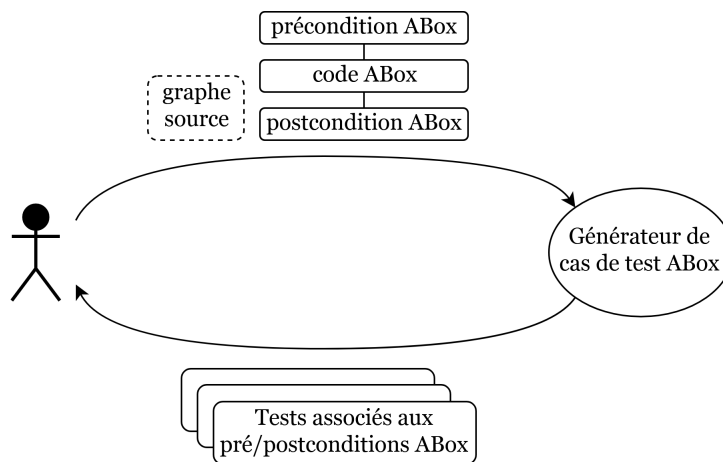 précondition ABox
code ABox
graphe
source
postcondition ABox
Générateur de
cas de test ABox
Tests associés aux
pré/postconditions ABox